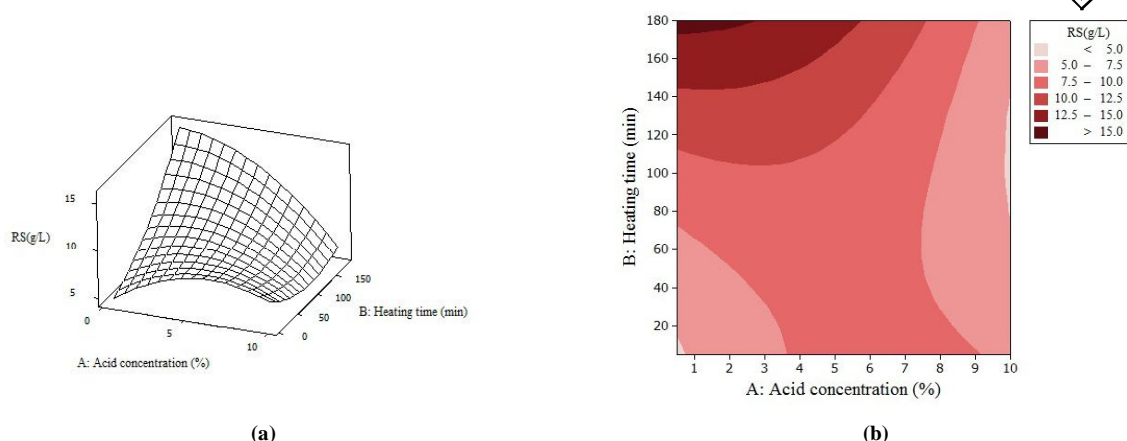 15
RS(g/L)
10
5
0
5
10
0
50
100
150
B: Heating time (min)
A: Acid concentration (%)
(a)
180
160
140
120
100
80
60
40
20
B: Heating time (min)
1 2 3 4 5 6 7 8 9 10
A: Acid concentration (%)
RS(g/L)
< 5.0
5.0 – 7.5
7.5 – 10.0
10.0 – 12.5
12.5 – 15.0
> 15.0
(b)